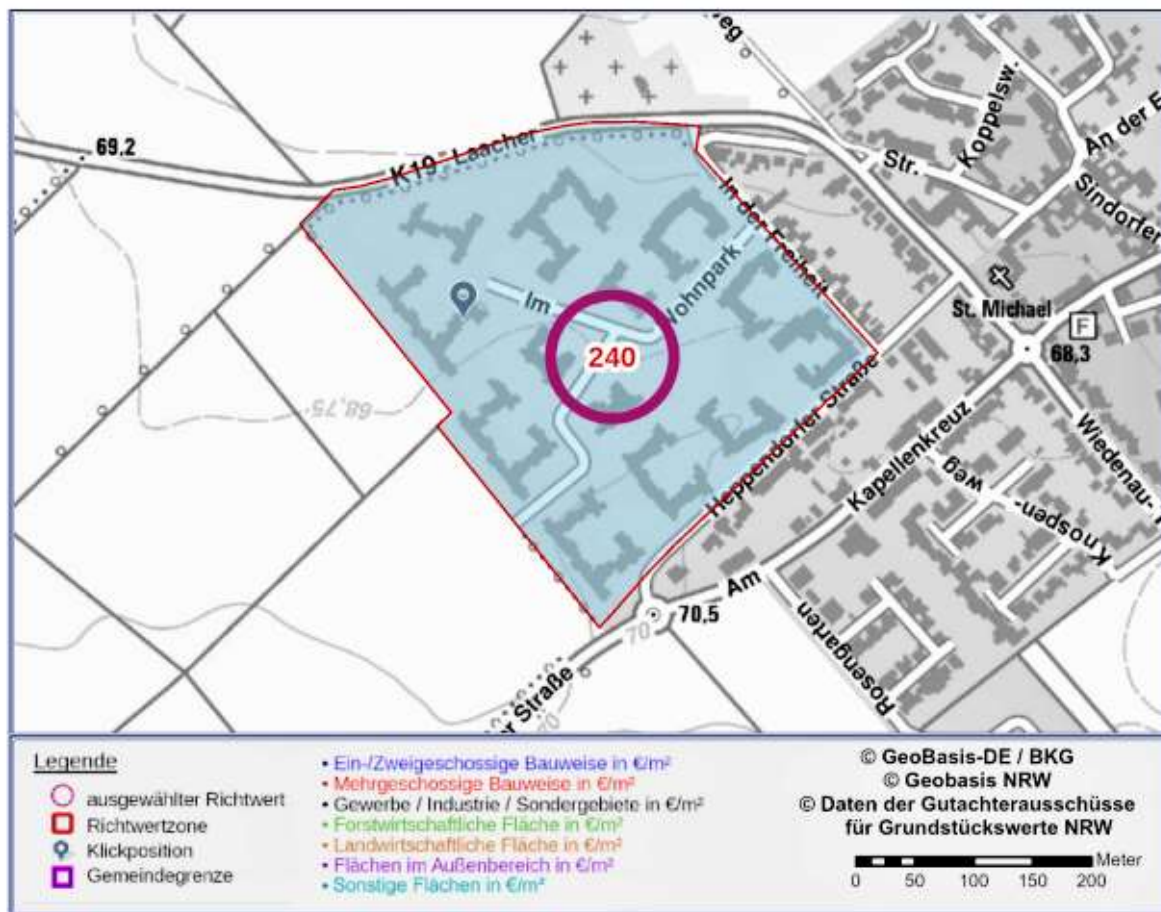 69,2
K19
Laacher
weg
Koppelsw.
An der E
Str.
Sindorfer
In der Freiheit
Im
Wohnpark
240
St. Michael
F
68,3
68,75
Heppendorfer Straße
Kapellenkreuz
Am
Wiedenau-
Knospen-
weg
Rosengarten
70,5
70
er Straße
70
Legende
ausgewählter Richtwert
Richtwertzone
Klickposition
Gemeindegrenze
• Ein-/Zweigeschossige Bauweise in €/m²
• Mehrgeschossige Bauweise in €/m²
• Gewerbe / Industrie / Sondergebiete in €/m²
• Forstwirtschaftliche Fläche in €/m²
• Landwirtschaftliche Fläche in €/m²
• Flächen im Außenbereich in €/m²
• Sonstige Flächen in €/m²
© GeoBasis-DE / BKG
© Geobasis NRW
© Daten der Gutachterausschüsse
für Grundstückswerte NRW
Meter
0 50 100 150 200